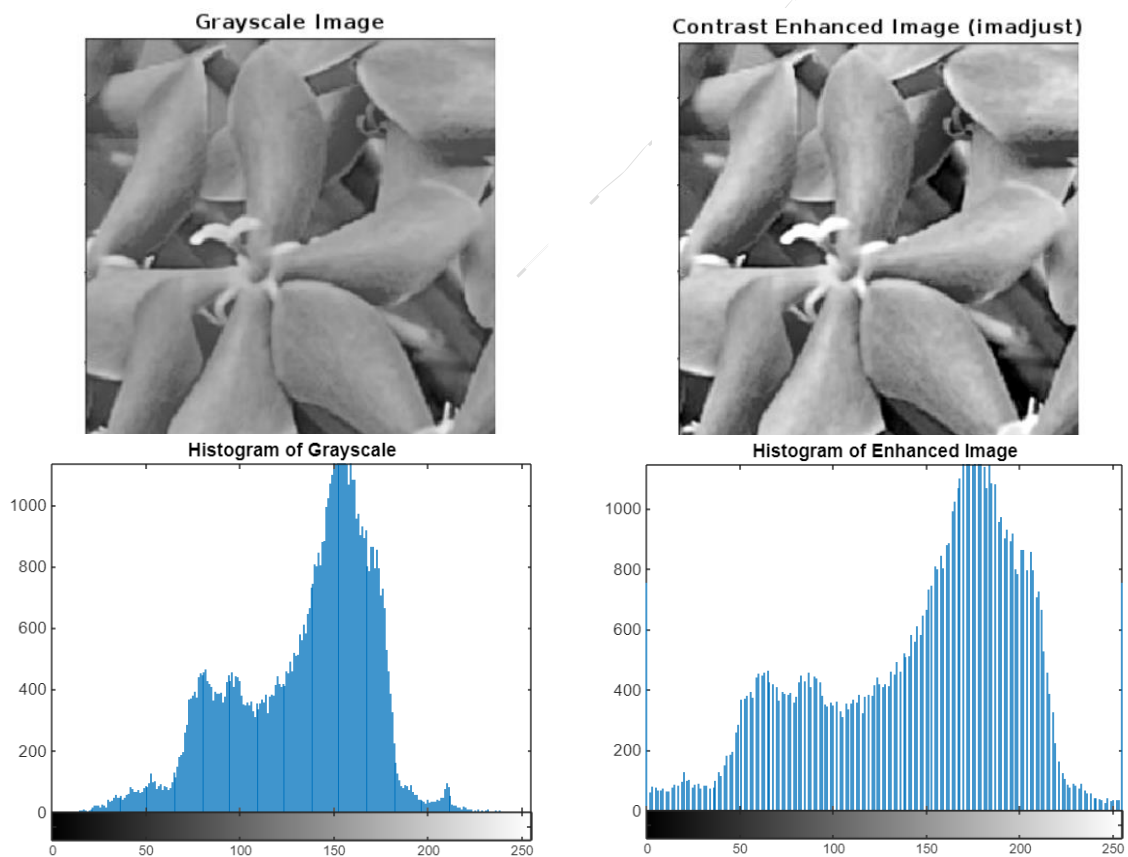 Grayscale Image
Contrast Enhanced Image (imadjust)
Histogram of Grayscale
1000
800
600
400
200
0
0 50 100 150 200 250
Histogram of Enhanced Image
1000
800
600
400
200
0
0 50 100 150 200 250